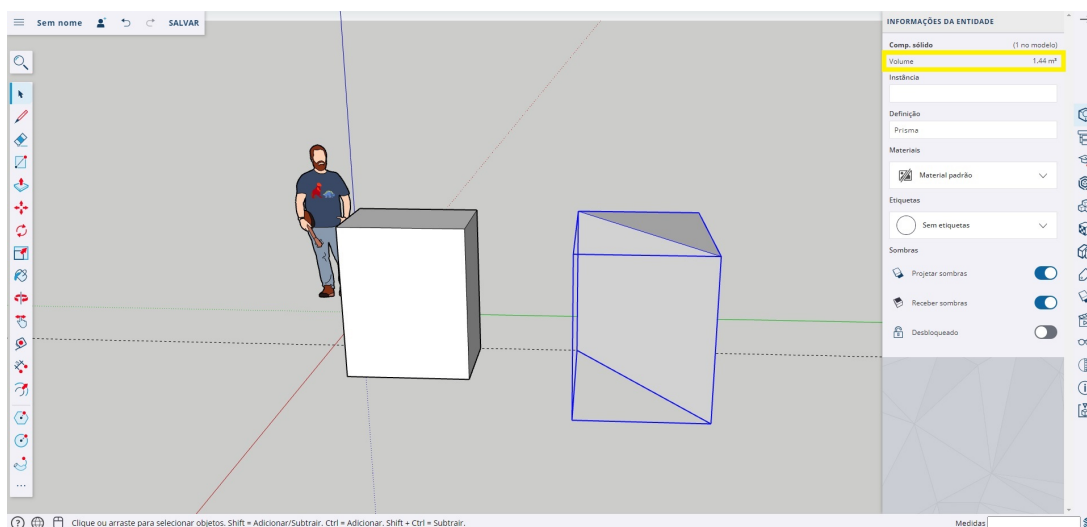 Sem nome
SALVAR
INFORMAÇÕES DA ENTIDADE
Comp. sólido (1 no modelo)
Volume 1.44 m³
Instância
Definição
Prisma
Materiais
Material padrão
Etiquetas
Sem etiquetas
Sombras
Projetar sombras
Receber sombras
Desbloqueado
Clique ou arraste para selecionar objetos. Shift = Adicionar/Subtrair. Ctrl = Adicionar. Shift + Ctrl = Subtrair.
Medidas